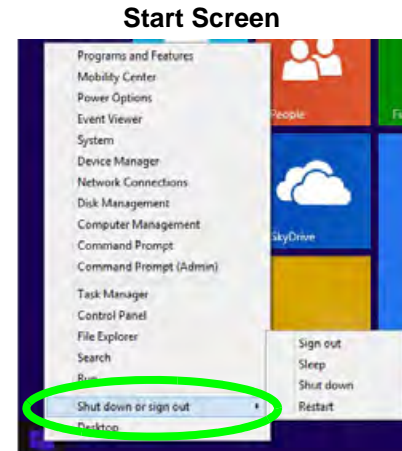 Start Screen
Programs and Features
Mobility Center
Power Options
Event Viewer
System
Device Manager
Network Connections
Disk Management
Computer Management
Command Prompt
Command Prompt (Admin)
Task Manager
Control Panel
File Explorer
Search
Run
Shut down or sign out
Desktop
Sign out
Sleep
Shut down
Restart
People
SkyDrive